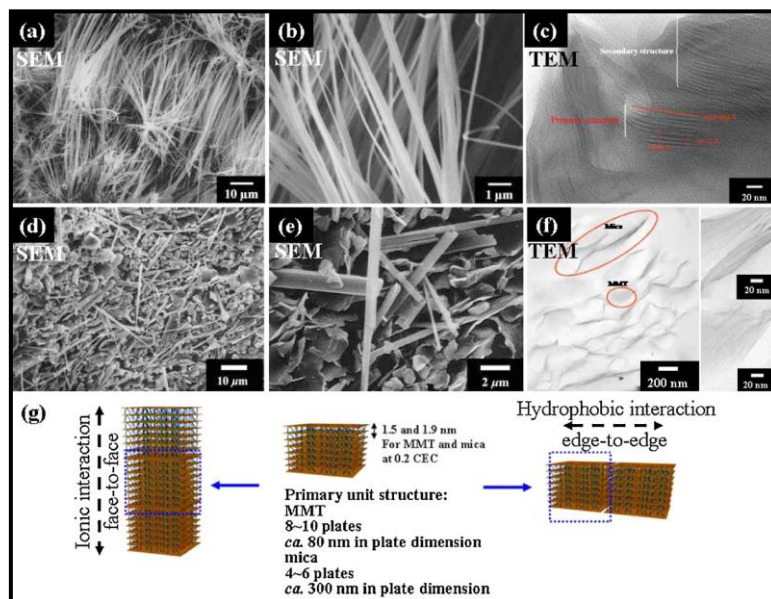 (a)
SEM
10 µm
(b)
SEM
1 µm
(c)
TEM
Secondary structure
Primary structure
20 nm
(d)
SEM
10 µm
(e)
SEM
2 µm
(f)
TEM
Mica
MMT
200 nm
20 nm
20 nm
(g)
Ionic interaction
face-to-face
1.5 and 1.9 nm
For MMT and mica
at 0.2 CEC
Primary unit structure:
MMT
8~10 plates
ca. 80 nm in plate dimension
mica
4~6 plates
ca. 300 nm in plate dimension
Hydrophobic interaction
edge-to-edge